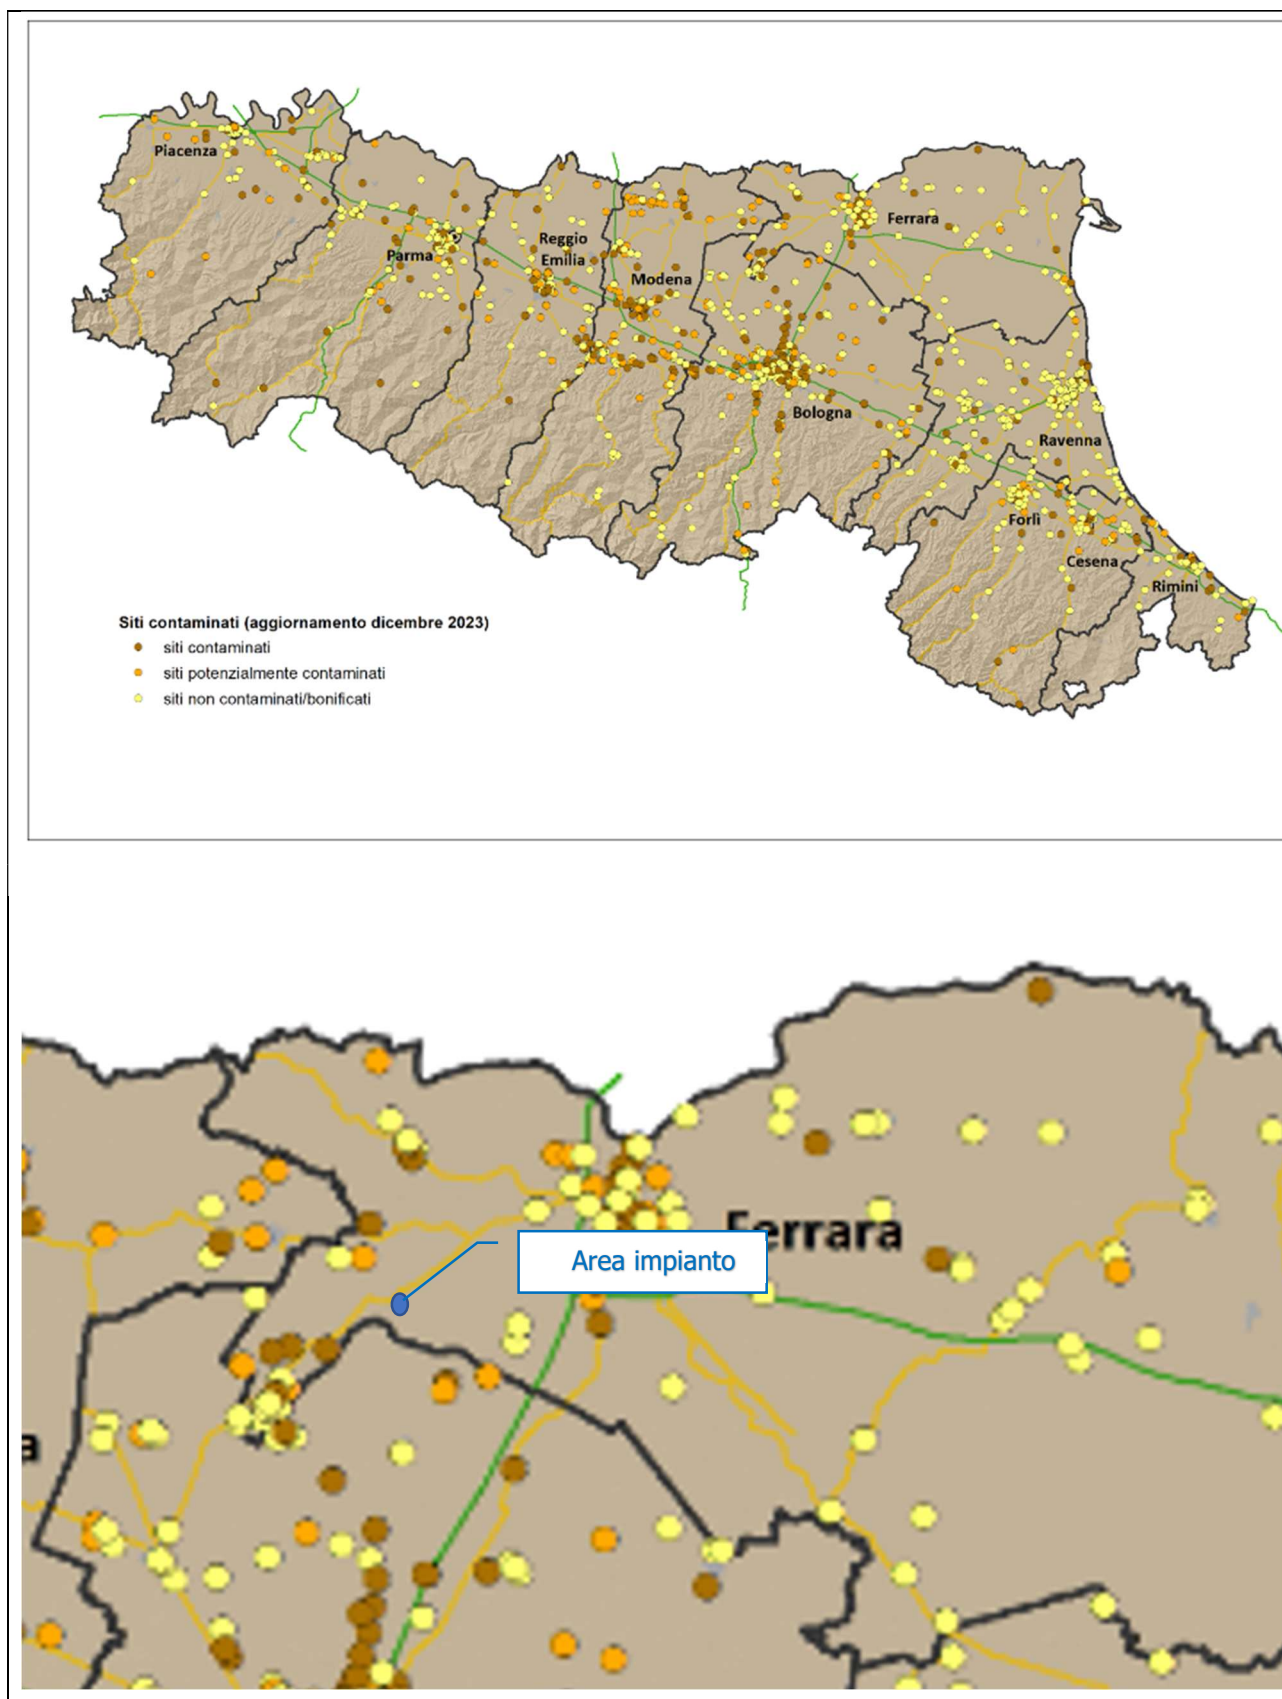 Piacenza
Parma
Reggio
Emilia
Modena
Ferrara
Bologna
Ravenna
Forlì
Cesena
Rimini
Siti contaminati (aggiornamento dicembre 2023)
siti contaminati
siti potenzialmente contaminati
siti non contaminati/bonificati
Ferrara
Area impianto
a